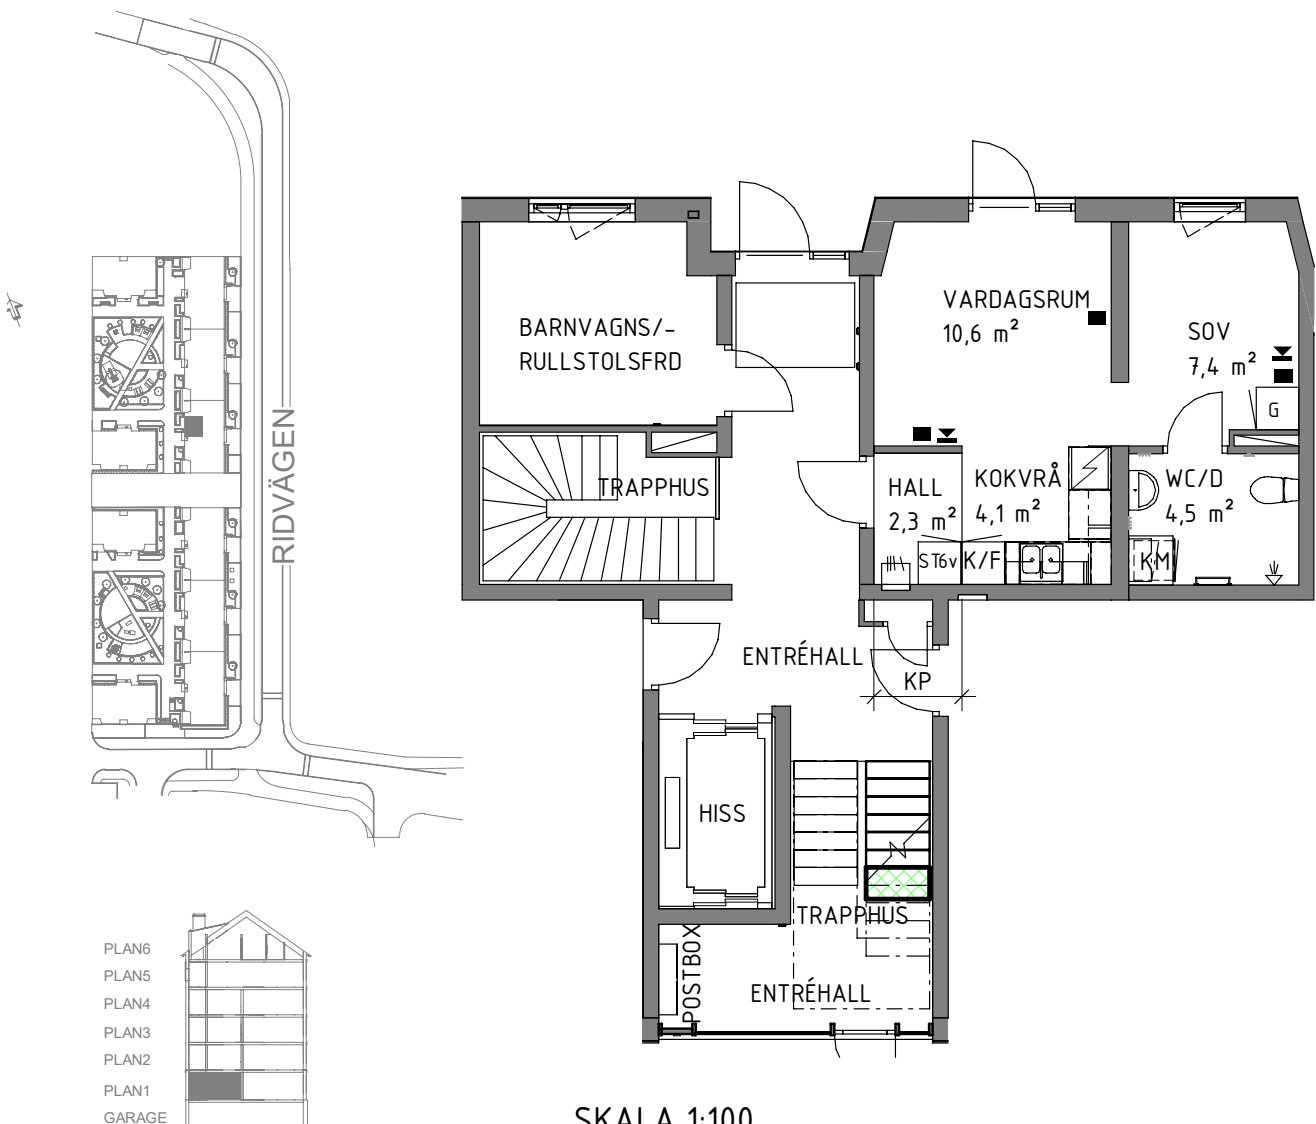 RIDVÄGEN
BARNVAGNS/-
RULLSTOLSFRD
VARDAGSRUM
10,6 m²
SOV
7,4 m²
G
TRAPPHUS
HALL
2,3 m²
KOKVRÅ
4,1 m²
WC/D
4,5 m²
ST6v
K/F
KM
ENTRÉHALL
KP
HISS
TRAPPHUS
POSTBOX
ENTRÉHALL
PLAN6
PLAN5
PLAN4
PLAN3
PLAN2
PLAN1
GARAGE
SKALA 1:100